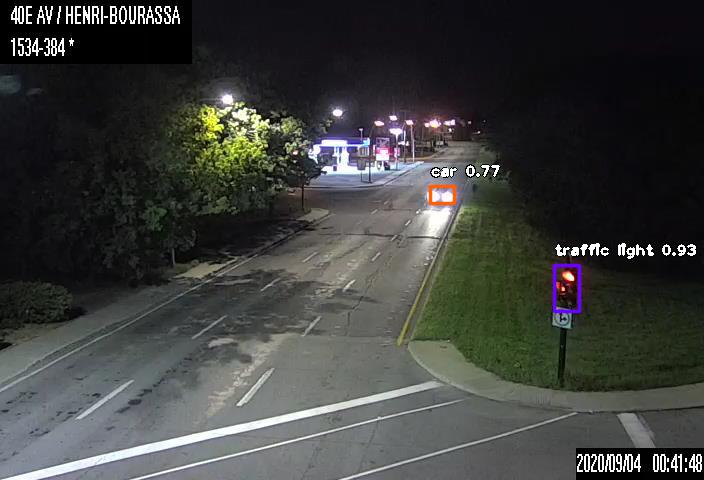 40E AV / HENRI-BOURASSA
1534-384 *
car 0.77
traffic light 0.93
2020/09/04 00:41:48